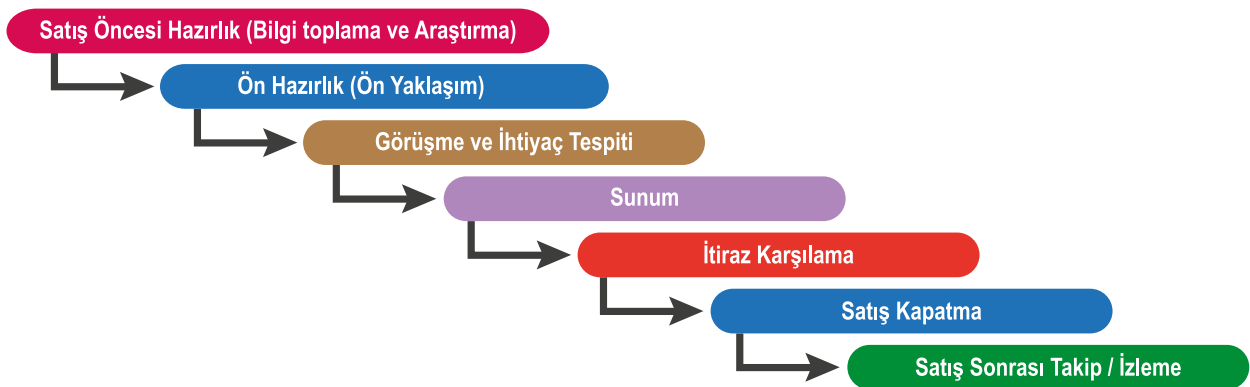 Satış Öncesi Hazırlık (Bilgi toplama ve Araştırma)
Ön Hazırlık (Ön Yaklaşım)
Görüşme ve İhtiyaç Tespiti
Sunum
İtiraz Karşılama
Satış Kapatma
Satış Sonrası Takip / İzleme